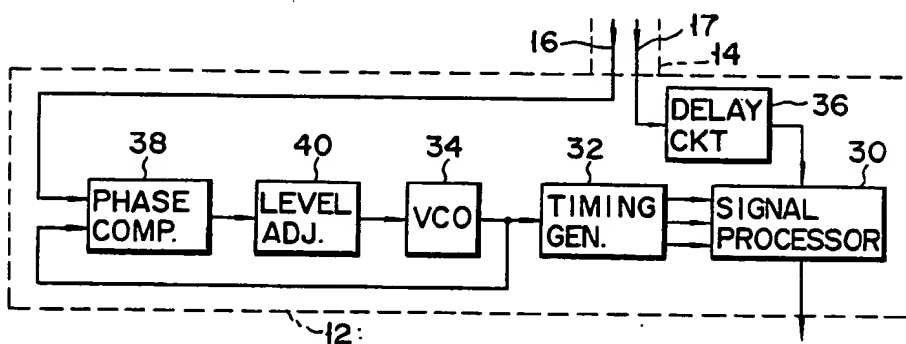 16
17
14
DELAY
CKT
36
38
40
34
32
30
PHASE
COMP.
LEVEL
ADJ.
VCO
TIMING
GEN.
SIGNAL
PROCESSOR
12